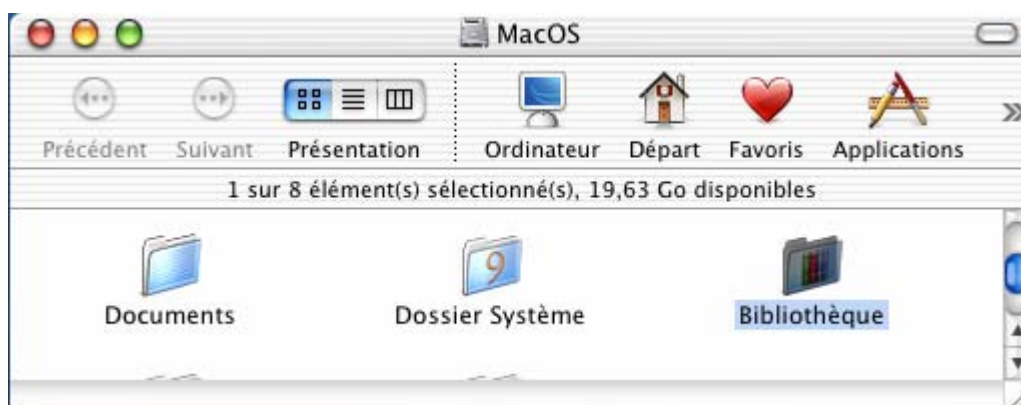 MacOS
Précédent Suivant Présentation Ordinateur Départ Favoris Applications
1 sur 8 élément(s) sélectionné(s), 19,63 Go disponibles
9
Documents Dossier Système Bibliothèque